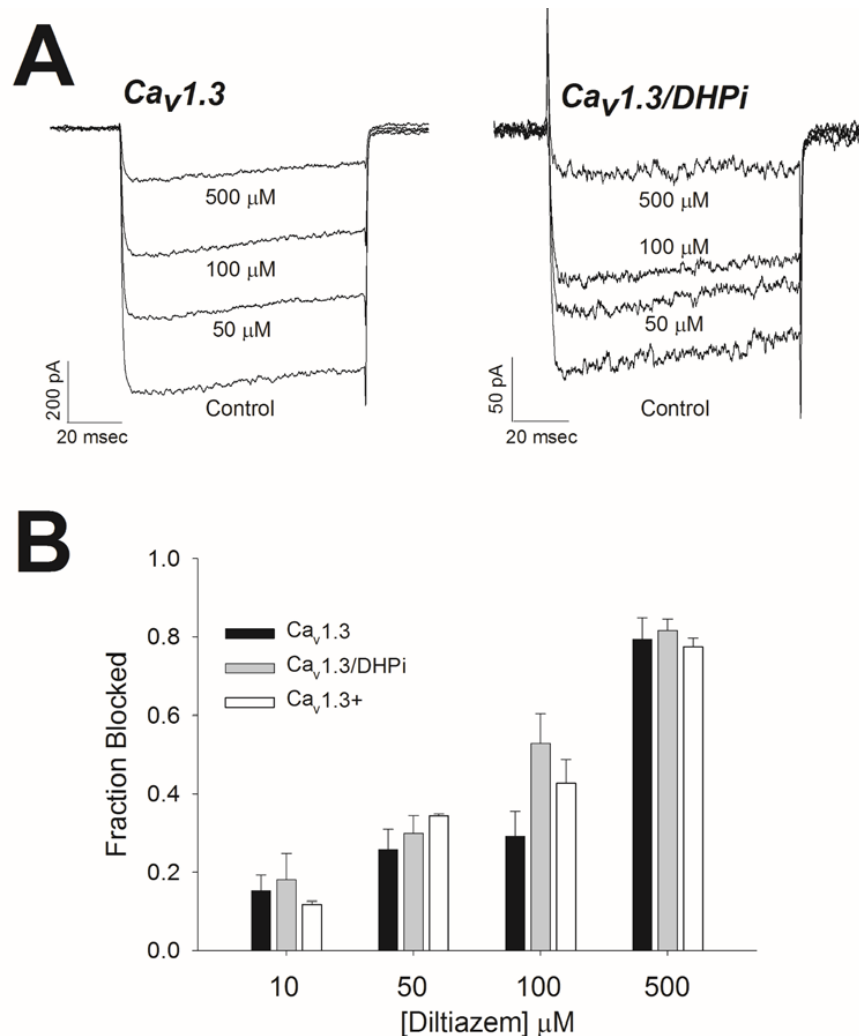 A
Cav1.3
500 µM
100 µM
50 µM
Control
200 pA
20 msec
Cav1.3/DHPi
500 µM
100 µM
50 µM
Control
50 pA
20 msec
B
Fraction Blocked
1.0
0.8
0.6
0.4
0.2
0.0
Cav1.3
Cav1.3/DHPi
Cav1.3+
10 50 100 500
[Diltiazem] µM